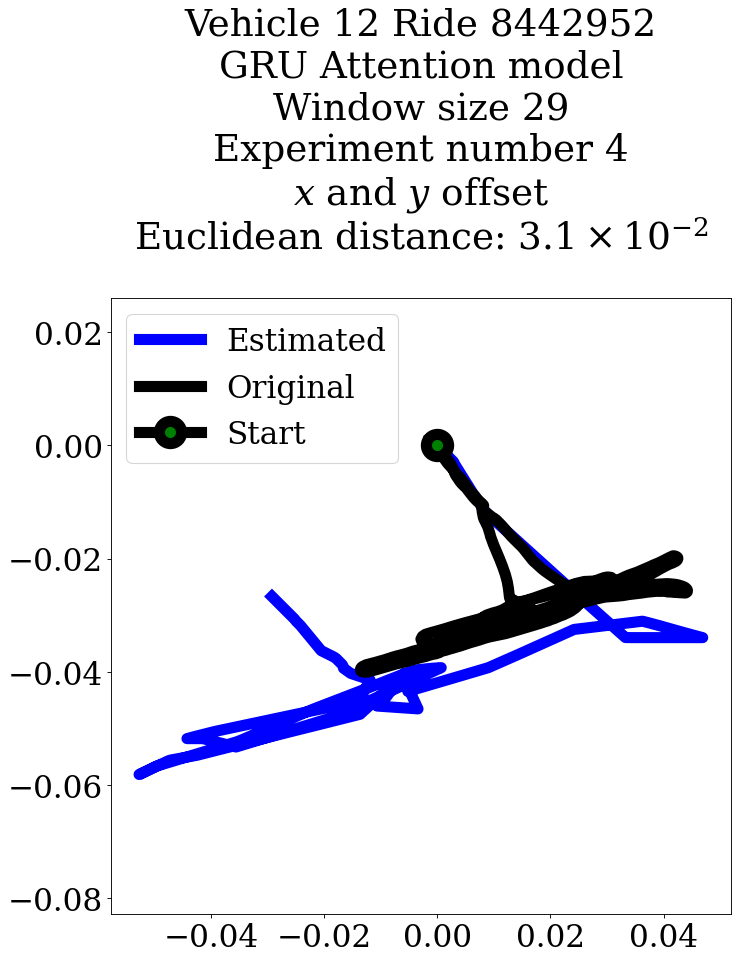 Vehicle 12 Ride 8442952
GRU Attention model
Window size 29
Experiment number 4
x and y offset
Euclidean distance: 3.1 × 10⁻²
Estimated
Original
Start
0.02
0.00
−0.02
−0.04
−0.06
−0.08
−0.04 −0.02 0.00 0.02 0.04